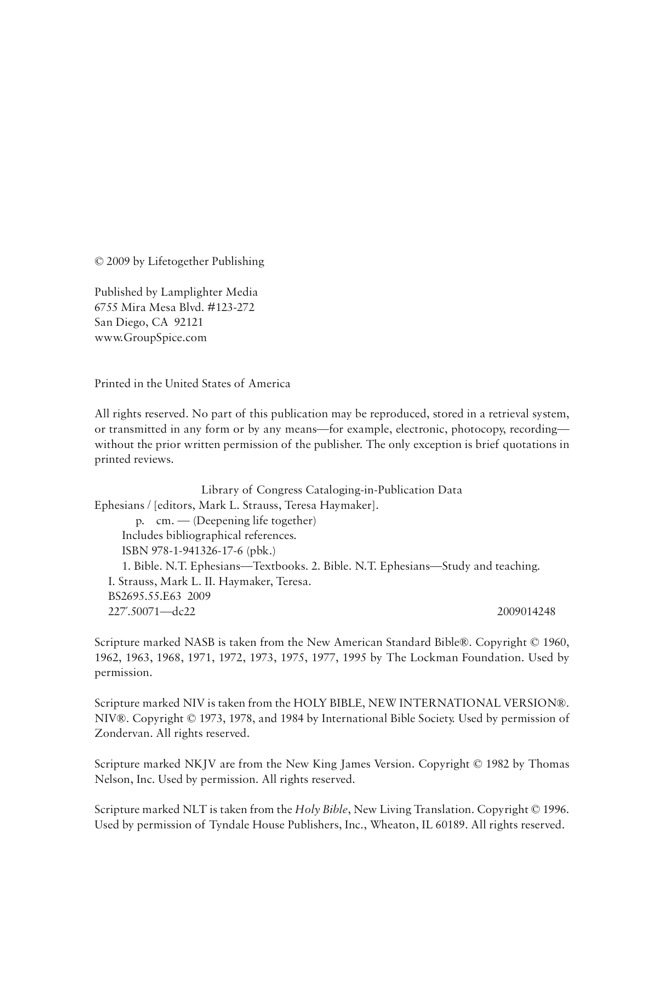 © 2009 by Lifetogether Publishing
Published by Lamplighter Media
6755 Mira Mesa Blvd. #123-272
San Diego, CA  92121
www.GroupSpice.com
Printed in the United States of America
All rights reserved. No part of this publication may be reproduced, stored in a retrieval system,
or transmitted in any form or by any means—for example, electronic, photocopy, recording—
without the prior written permission of the publisher. The only exception is brief quotations in
printed reviews.
Library of Congress Cataloging-in-Publication Data
Ephesians / [editors, Mark L. Strauss, Teresa Haymaker].
p.    cm. — (Deepening life together)
Includes bibliographical references.
ISBN 978-1-941326-17-6 (pbk.)
1. Bible. N.T. Ephesians—Textbooks. 2. Bible. N.T. Ephesians—Study and teaching.
I. Strauss, Mark L. II. Haymaker, Teresa.
BS2695.55.E63  2009
227′.50071—dc22 2009014248
Scripture marked NASB is taken from the New American Standard Bible®. Copyright © 1960,
1962, 1963, 1968, 1971, 1972, 1973, 1975, 1977, 1995 by The Lockman Foundation. Used by
permission.
Scripture marked NIV is taken from the HOLY BIBLE, NEW INTERNATIONAL VERSION®.
NIV®. Copyright © 1973, 1978, and 1984 by International Bible Society. Used by permission of
Zondervan. All rights reserved.
Scripture marked NKJV are from the New King James Version. Copyright © 1982 by Thomas
Nelson, Inc. Used by permission. All rights reserved.
Scripture marked NLT is taken from the Holy Bible, New Living Translation. Copyright © 1996.
Used by permission of Tyndale House Publishers, Inc., Wheaton, IL 60189. All rights reserved.